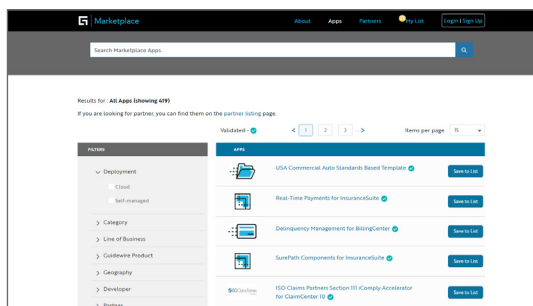 Marketplace
About Apps Partners My List Login | Sign Up
Search Marketplace Apps
Results for : All Apps (showing 419)
If you are looking for partner, you can find them on the partner listing page.
Validated - < 1 2 3 ... > Items per page 15
FILTERS APPS
Deployment
Cloud
Self-managed
Category
Line of Business
Guidewire Product
Geography
Developer
Partner
USA Commercial Auto Standards Based Template Save to List
Real-Time Payments for InsuranceSuite Save to List
Delinquency Management for BillingCenter Save to List
SurePath Components for InsuranceSuite Save to List
ISO Claims Partners Section 111 iComply Accelerator
for ClaimCenter 10 Save to List